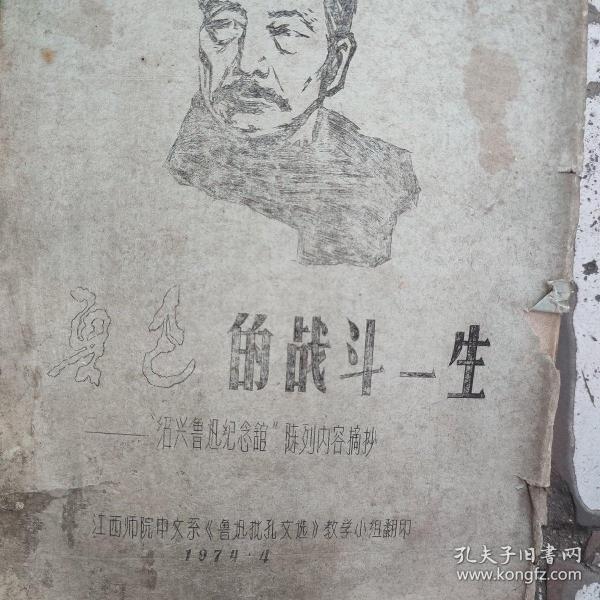 鲁迅的战斗一生
——"绍兴鲁迅纪念馆"陈列内容摘抄
江西师院中文系《鲁迅批孔文选》教学小组翻印
1974·4
孔夫子旧书网
www.kongfz.com